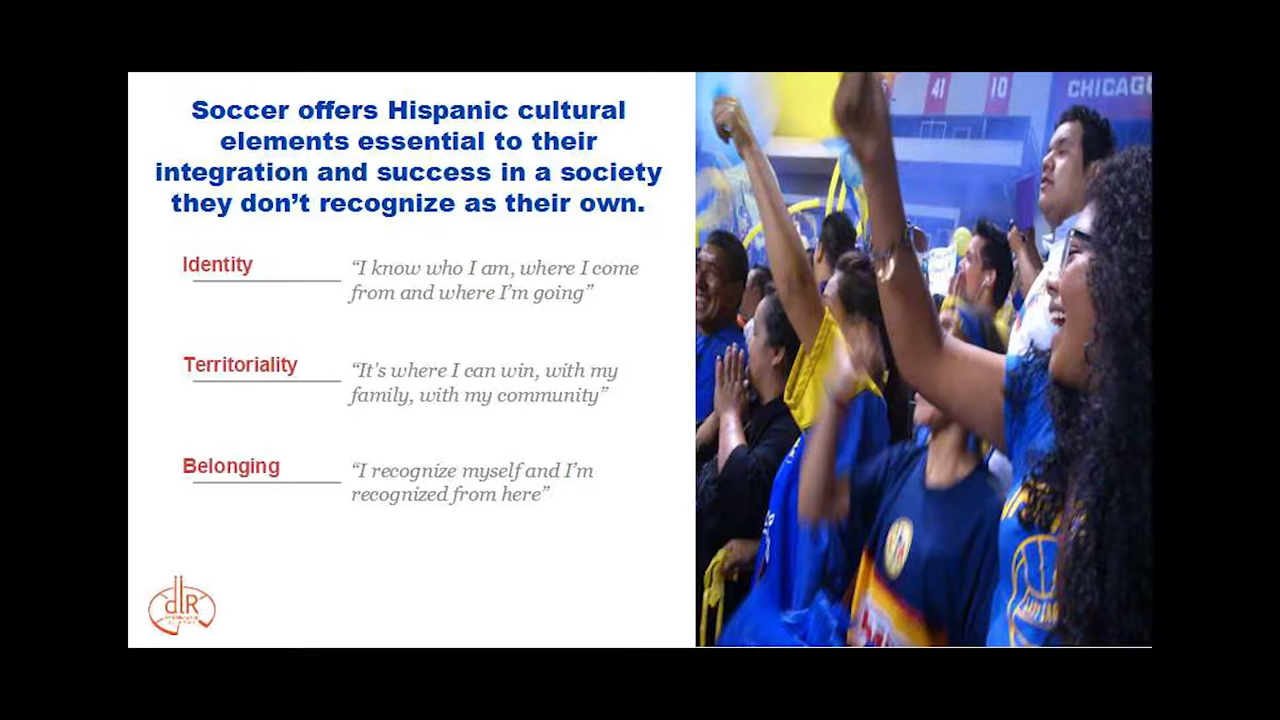 Soccer offers Hispanic cultural
elements essential to their
integration and success in a society
they don’t recognize as their own.
Identity
“I know who I am, where I come
from and where I’m going”
Territoriality
“It's where I can win, with my
family, with my community”
Belonging
“I recognize myself and I’m
recognized from here”
dlR
41
10
CHICAGO